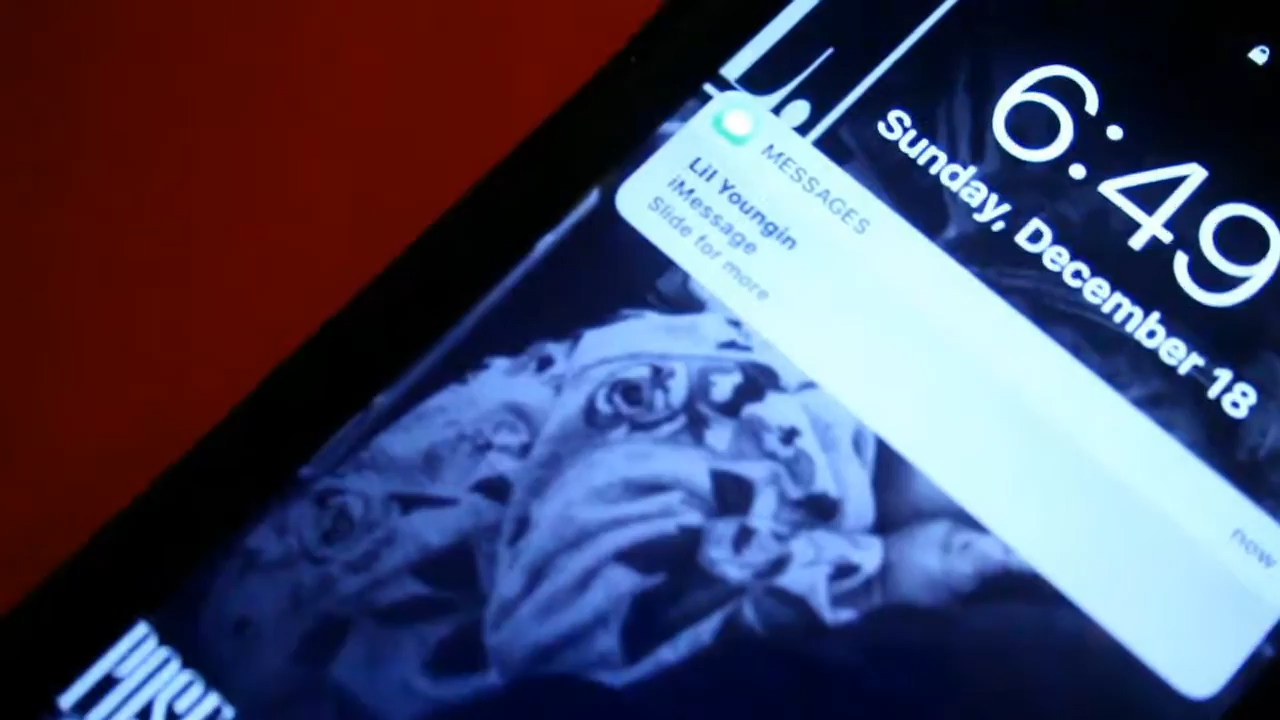 6:49
Sunday, December 18
MESSAGES
now
Lil Youngin
iMessage
Slide for more